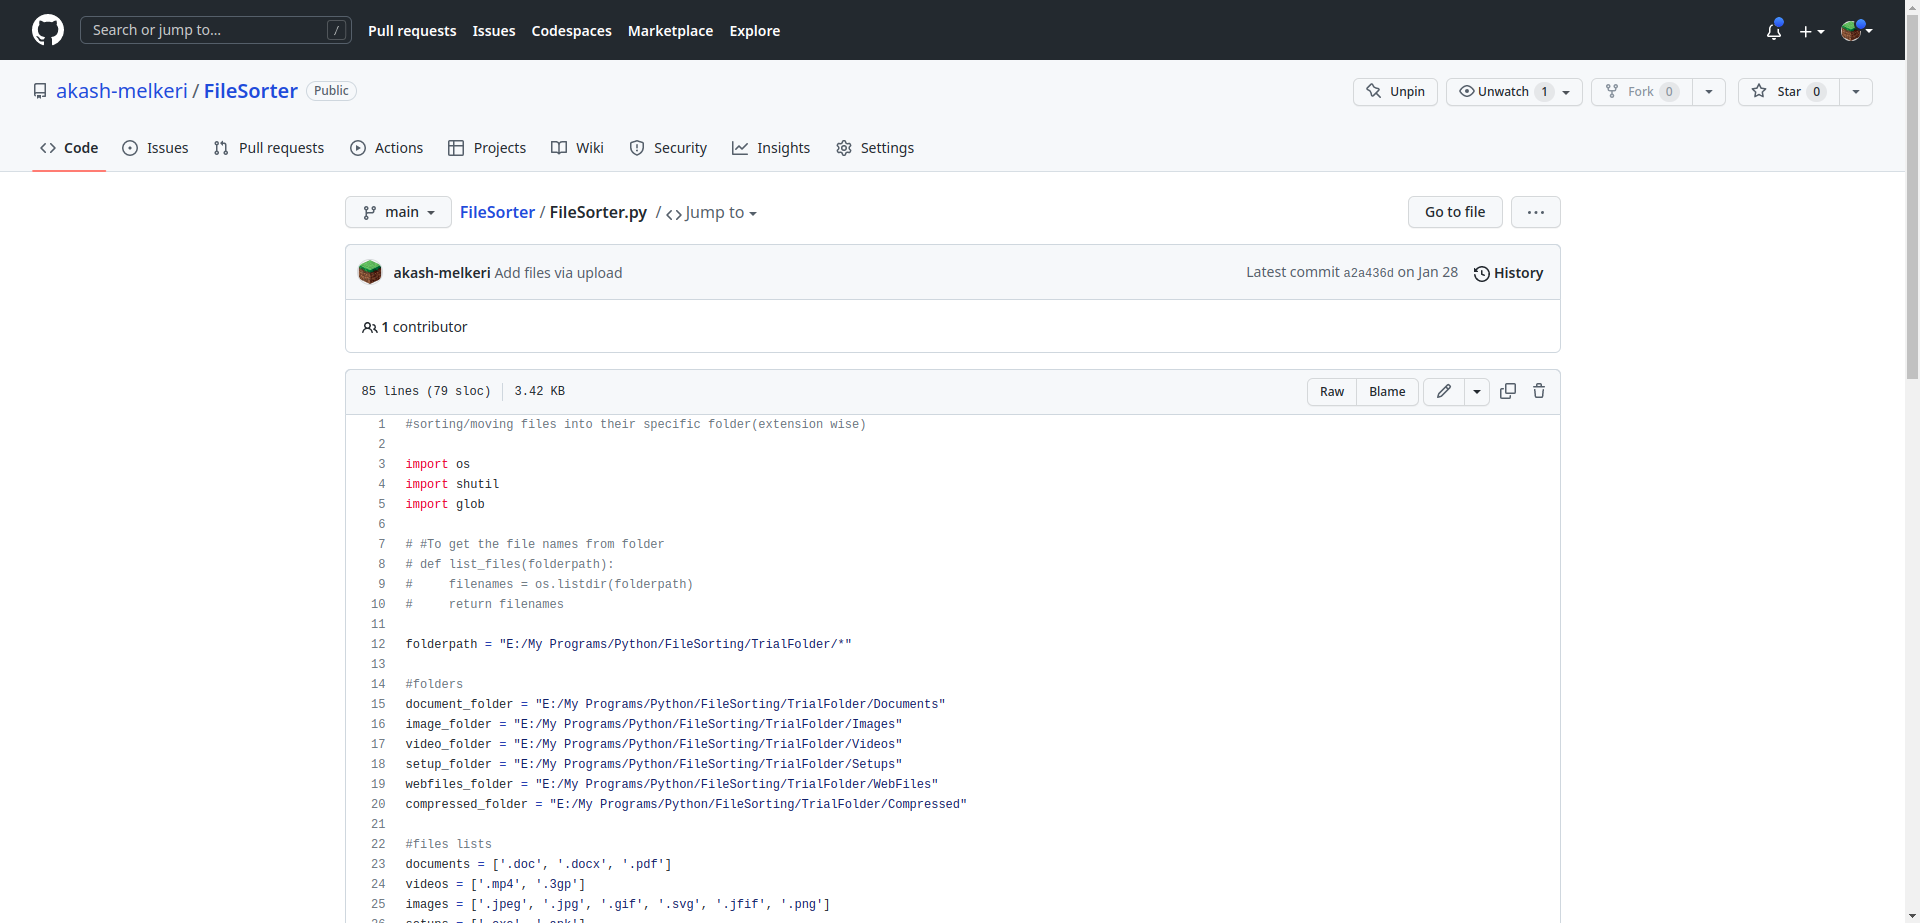 Search or jump to... /
Pull requests Issues Codespaces Marketplace Explore
akash-melkeri / FileSorter Public
Unpin Unwatch 1 Fork 0 Star 0
Code Issues Pull requests Actions Projects Wiki Security Insights Settings
main FileSorter / FileSorter.py / <> Jump to Go to file ...
akash-melkeri Add files via upload Latest commit a2a436d on Jan 28 History
1 contributor
85 lines (79 sloc) 3.42 KB Raw Blame
1 #sorting/moving files into their specific folder(extension wise)
2
3 import os
4 import shutil
5 import glob
6
7 # #To get the file names from folder
8 # def list_files(folderpath):
9 #     filenames = os.listdir(folderpath)
10 #     return filenames
11
12 folderpath = "E:/My Programs/Python/FileSorting/TrialFolder/*"
13
14 #folders
15 document_folder = "E:/My Programs/Python/FileSorting/TrialFolder/Documents"
16 image_folder = "E:/My Programs/Python/FileSorting/TrialFolder/Images"
17 video_folder = "E:/My Programs/Python/FileSorting/TrialFolder/Videos"
18 setup_folder = "E:/My Programs/Python/FileSorting/TrialFolder/Setups"
19 webfiles_folder = "E:/My Programs/Python/FileSorting/TrialFolder/WebFiles"
20 compressed_folder = "E:/My Programs/Python/FileSorting/TrialFolder/Compressed"
21
22 #files lists
23 documents = ['.doc', '.docx', '.pdf']
24 videos = ['.mp4', '.3gp']
25 images = ['.jpeg', '.jpg', '.gif', '.svg', '.jfif', '.png']